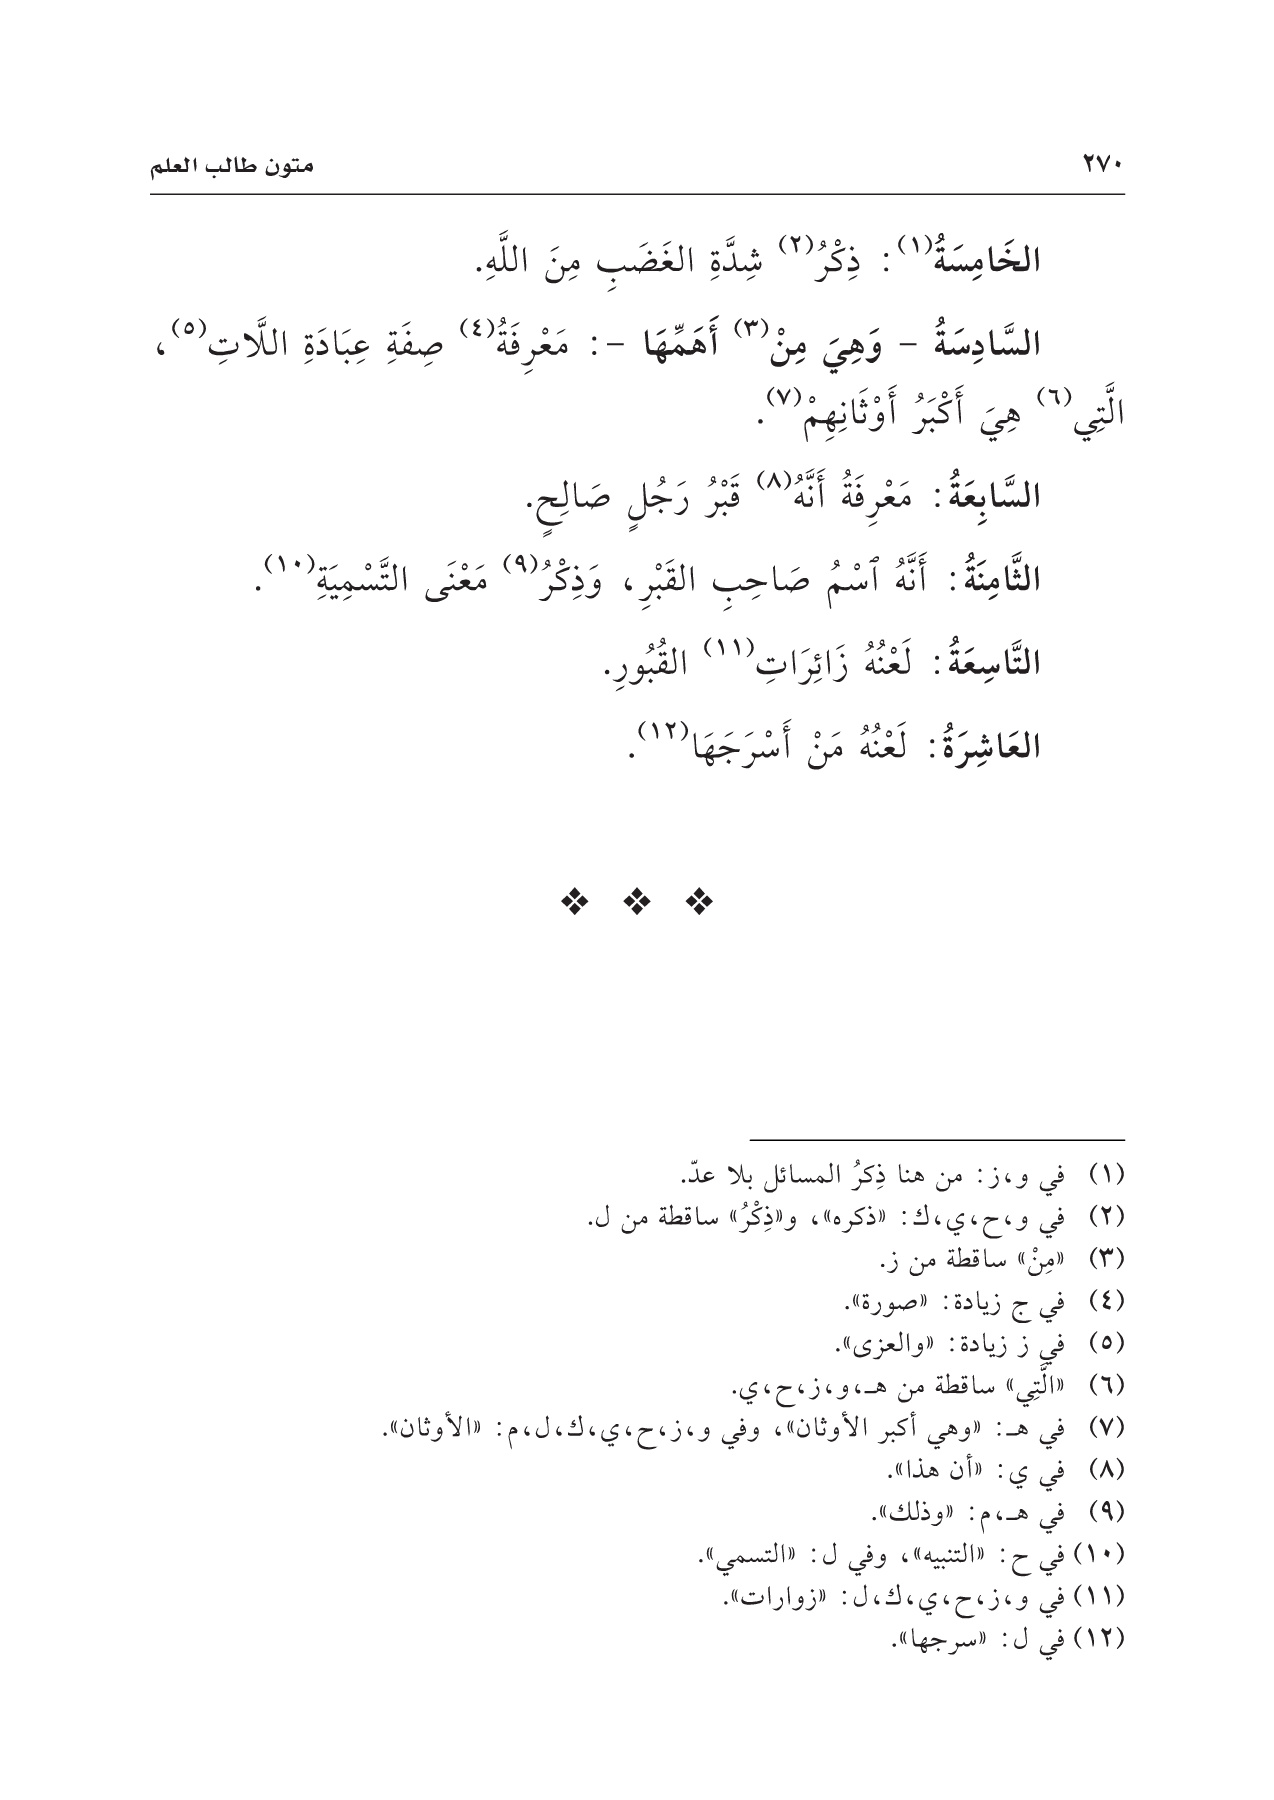 ٢٧٠
متون طالب العلم
الخَامِسَةُ(١): ذِكْرُ(٢) شِدَّةِ الغَضَبِ مِنَ اللَّهِ.
السَّادِسَةُ - وَهِيَ مِنْ(٣) أَهَمِّهَا -: مَعْرِفَةُ(٤) صِفَةِ عِبَادَةِ اللَّاتِ(٥)،
الَّتِي(٦) هِيَ أَكْبَرُ أَوْثَانِهِمْ(٧).
السَّابِعَةُ: مَعْرِفَةُ أَنَّهُ(٨) قَبْرُ رَجُلٍ صَالِحٍ.
الثَّامِنَةُ: أَنَّهُ ٱسْمُ صَاحِبِ القَبْرِ، وَذِكْرُ(٩) مَعْنَى التَّسْمِيَةِ(١٠).
التَّاسِعَةُ: لَعْنُهُ زَائِرَاتِ(١١) القُبُورِ.
العَاشِرَةُ: لَعْنُهُ مَنْ أَسْرَجَهَا(١٢).
(١) في و،ز: من هنا ذِكرُ المسائل بلا عدّ.
(٢) في و،ح،ي،ك: «ذكره»، و«ذِكْرُ» ساقطة من ل.
(٣) «مِنْ» ساقطة من ز.
(٤) في ج زيادة: «صورة».
(٥) في ز زيادة: «والعزى».
(٦) «الَّتِي» ساقطة من هـ،و،ز،ح،ي.
(٧) في هـ: «وهي أكبر الأوثان»، وفي و،ز،ح،ي،ك،ل،م: «الأوثان».
(٨) في ي: «أن هذا».
(٩) في هـ،م: «وذلك».
(١٠) في ح: «التنبيه»، وفي ل: «التسمي».
(١١) في و،ز،ح،ي،ك،ل: «زوارات».
(١٢) في ل: «سرجها».